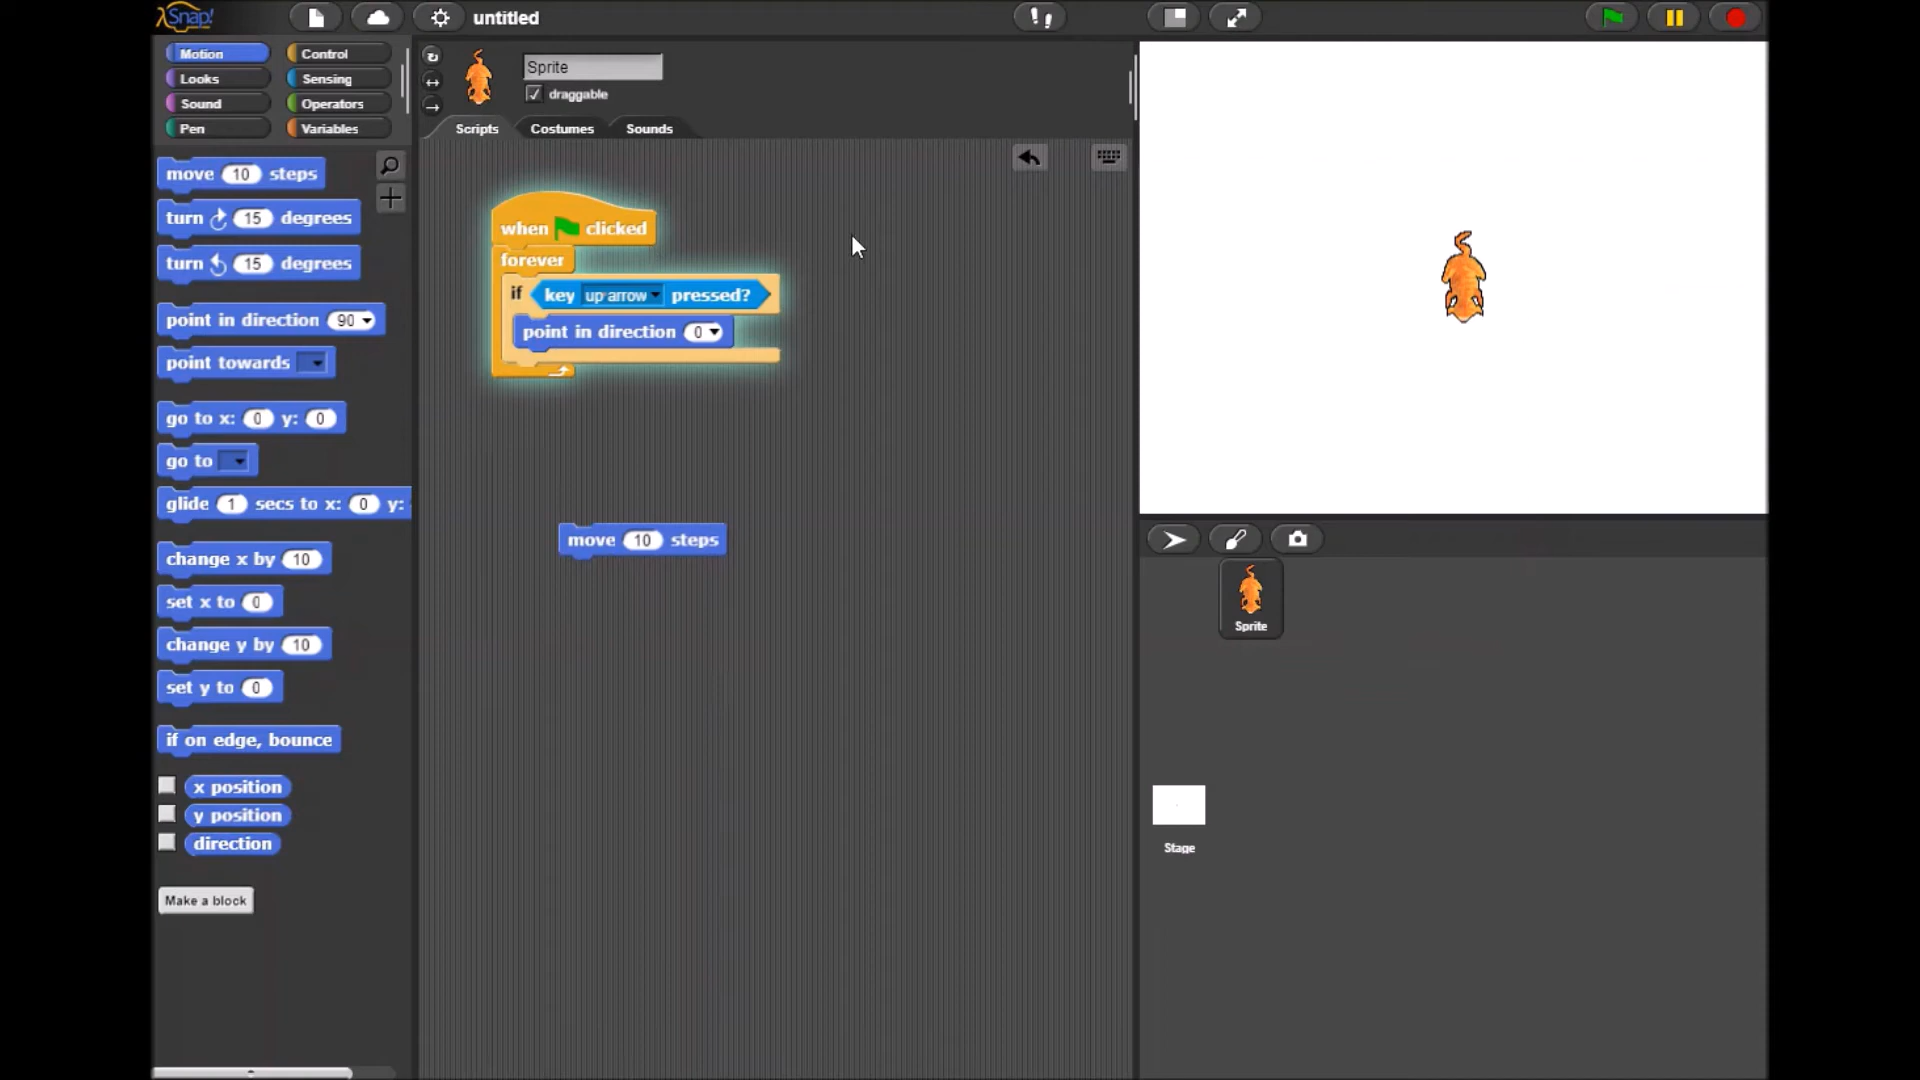 Snap!
untitled
Motion
Control
Looks
Sensing
Sound
Operators
Pen
Variables
move 10 steps
turn 15 degrees
turn 15 degrees
point in direction 90
point towards
go to x: 0 y: 0
go to
glide 1 secs to x: 0 y:
change x by 10
set x to 0
change y by 10
set y to 0
if on edge, bounce
x position
y position
direction
Make a block
Sprite
draggable
Scripts
Costumes
Sounds
when clicked
forever
if key up arrow pressed?
point in direction 0
move 10 steps
Sprite
Stage